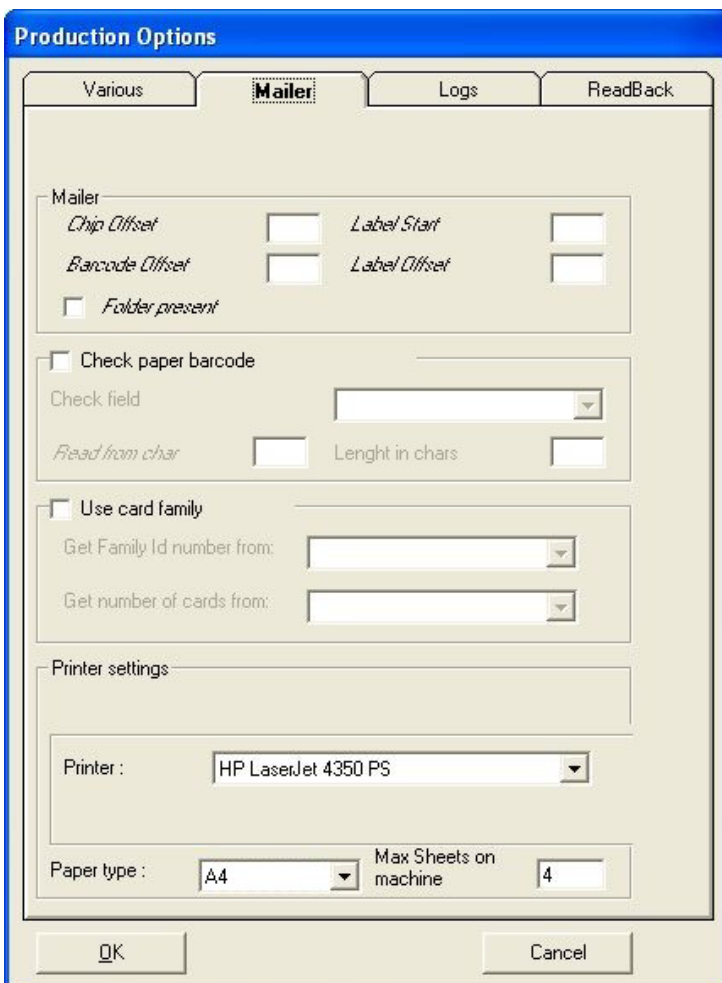 Production Options
Various Mailer Logs ReadBack
Mailer
Chip Offset Label Start
Barcode Offset Label Offset
Folder present
Check paper barcode
Check field
Read from char Lenght in chars
Use card family
Get Family Id number from:
Get number of cards from:
Printer settings
Printer : HP LaserJet 4350 PS
Paper type : A4 Max Sheets on machine 4
OK Cancel